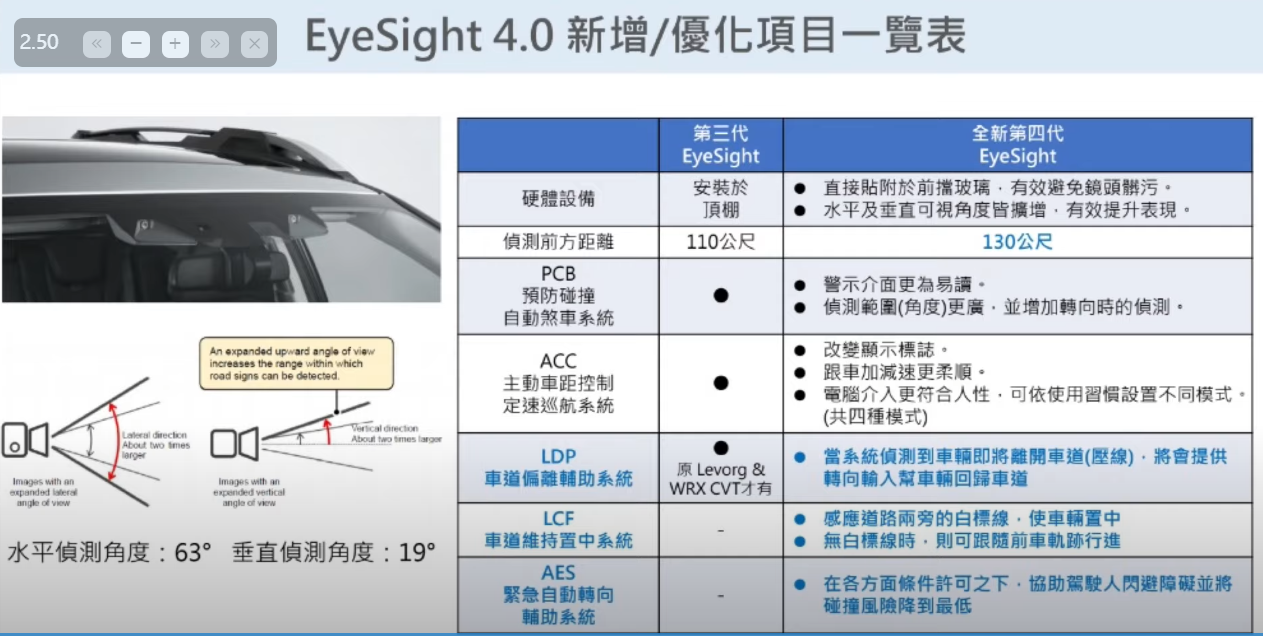 2.50
EyeSight 4.0 新增/優化項目一覽表
第三代
EyeSight
全新第四代
EyeSight
硬體設備
安裝於
頂棚
● 直接貼附於前擋玻璃，有效避免鏡頭髒污。
● 水平及垂直可視角度皆擴增，有效提升表現。
偵測前方距離
110公尺
130公尺
PCB
預防碰撞
自動煞車系統
●
● 警示介面更為易讀。
● 偵測範圍(角度)更廣，並增加轉向時的偵測。
ACC
主動車距控制
定速巡航系統
●
● 改變顯示標誌。
● 跟車加減速更柔順。
● 電腦介入更符合人性，可依使用習慣設置不同模式。
(共四種模式)
LDP
車道偏離輔助系統
●
原 Levorg &
WRX CVT才有
● 當系統偵測到車輛即將離開車道(壓線)，將會提供
轉向輸入幫車輛回歸車道
LCF
車道維持置中系統
-
● 感應道路兩旁的白標線，使車輛置中
● 無白標線時，則可跟隨前車軌跡行進
AES
緊急自動轉向
輔助系統
-
● 在各方面條件許可之下，協助駕駛人閃避障礙並將
碰撞風險降到最低
An expanded upward angle of view
increases the range within which
road signs can be detected.
Lateral direction
About two times
larger
Vertical direction
About two times larger
Images with an
expanded lateral
angle of view
Images with an
expanded vertical
angle of view
水平偵測角度：63° 垂直偵測角度：19°